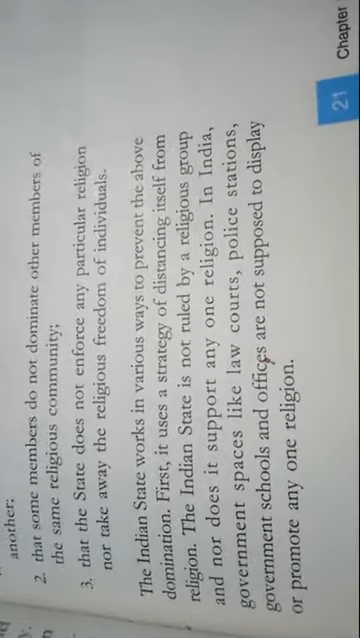 another;
2. that some members do not dominate other members of
the same religious community;
3. that the State does not enforce any particular religion
nor take away the religious freedom of individuals.
The Indian State works in various ways to prevent the above
domination. First, it uses a strategy of distancing itself from
religion. The Indian State is not ruled by a religious group
and nor does it support any one religion. In India,
government spaces like law courts, police stations,
government schools and offices are not supposed to display
or promote any one religion.
21 Chapter